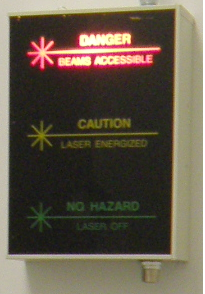 DANGER
BEAMS ACCESSIBLE
CAUTION
LASER ENERGIZED
NO HAZARD
LASER OFF